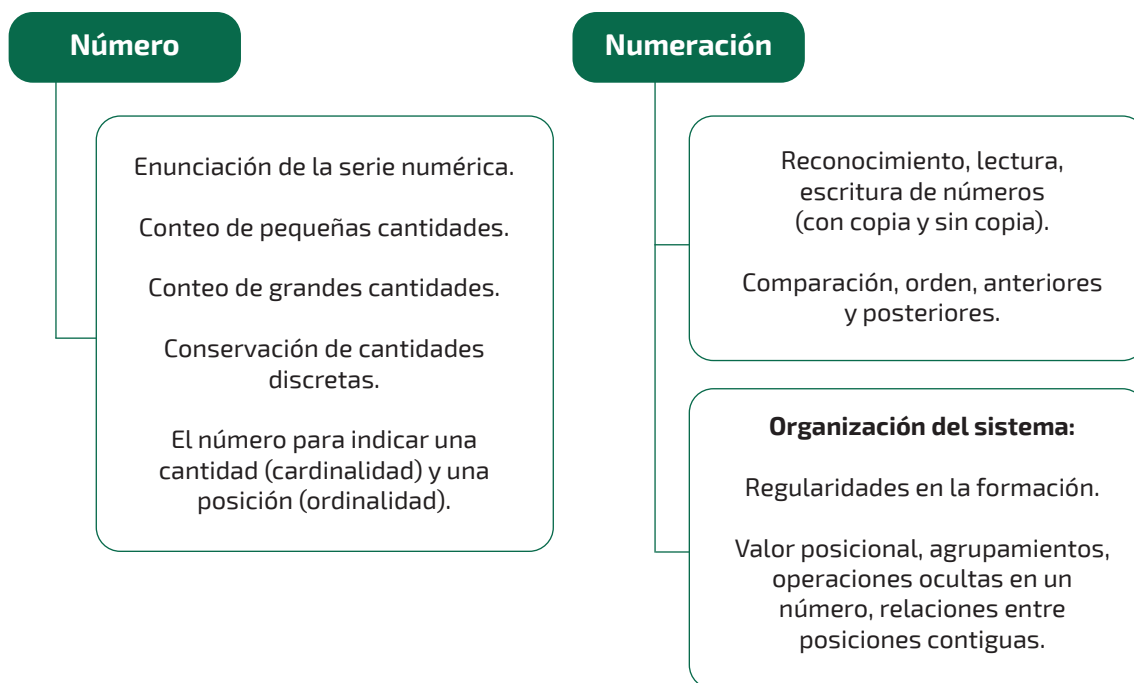 Número
Enunciación de la serie numérica.
Conteo de pequeñas cantidades.
Conteo de grandes cantidades.
Conservación de cantidades
discretas.
El número para indicar una
cantidad (cardinalidad) y una
posición (ordinalidad).
Numeración
Reconocimiento, lectura,
escritura de números
(con copia y sin copia).
Comparación, orden, anteriores
y posteriores.
Organización del sistema:
Regularidades en la formación.
Valor posicional, agrupamientos,
operaciones ocultas en un
número, relaciones entre
posiciones contiguas.